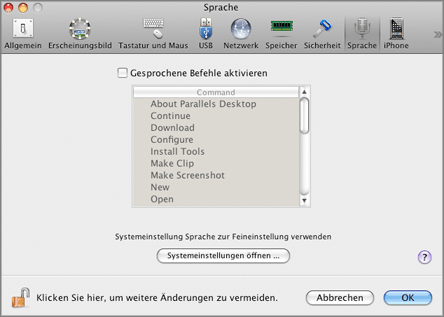 Sprache
Allgemein Erscheinungsbild Tastatur und Maus USB Netzwerk Speicher Sicherheit Sprache iPhone
Gesprochene Befehle aktivieren
Command
About Parallels Desktop
Continue
Download
Configure
Install Tools
Make Clip
Make Screenshot
New
Open
Systemeinstellung Sprache zur Feineinstellung verwenden
Systemeinstellungen öffnen ...
?
Klicken Sie hier, um weitere Änderungen zu vermeiden.
Abbrechen OK